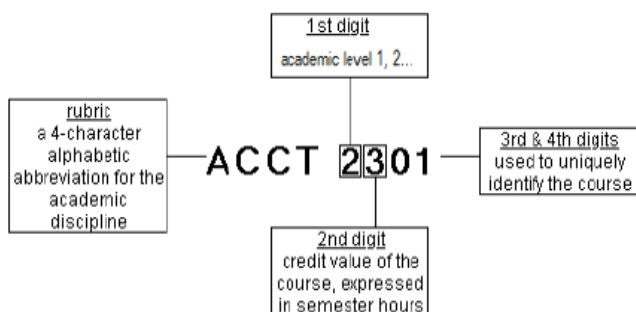 1st digit
academic level 1, 2...
rubric
a 4-character
alphabetic
abbreviation for the
academic
discipline
ACCT 2301
3rd & 4th digits
used to uniquely
identify the course
2nd digit
credit value of the
course, expressed
in semester hours